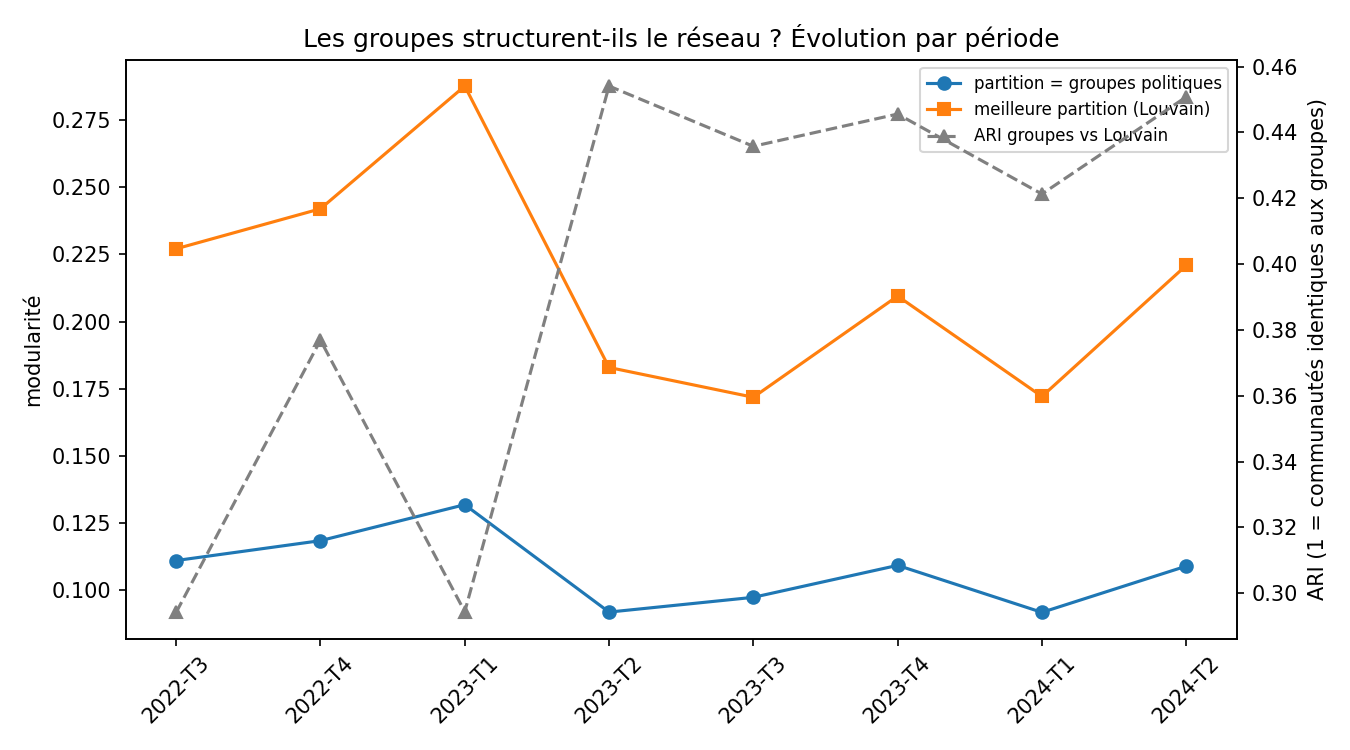 Les groupes structurent-ils le réseau ? Évolution par période
partition = groupes politiques
meilleure partition (Louvain)
ARI groupes vs Louvain
modularité
0.275
0.250
0.225
0.200
0.175
0.150
0.125
0.100
0.46
0.44
0.42
0.40
0.38
0.36
0.34
0.32
0.30
ARI (1 = communautés identiques aux groupes)
2022-T3
2022-T4
2023-T1
2023-T2
2023-T3
2023-T4
2024-T1
2024-T2